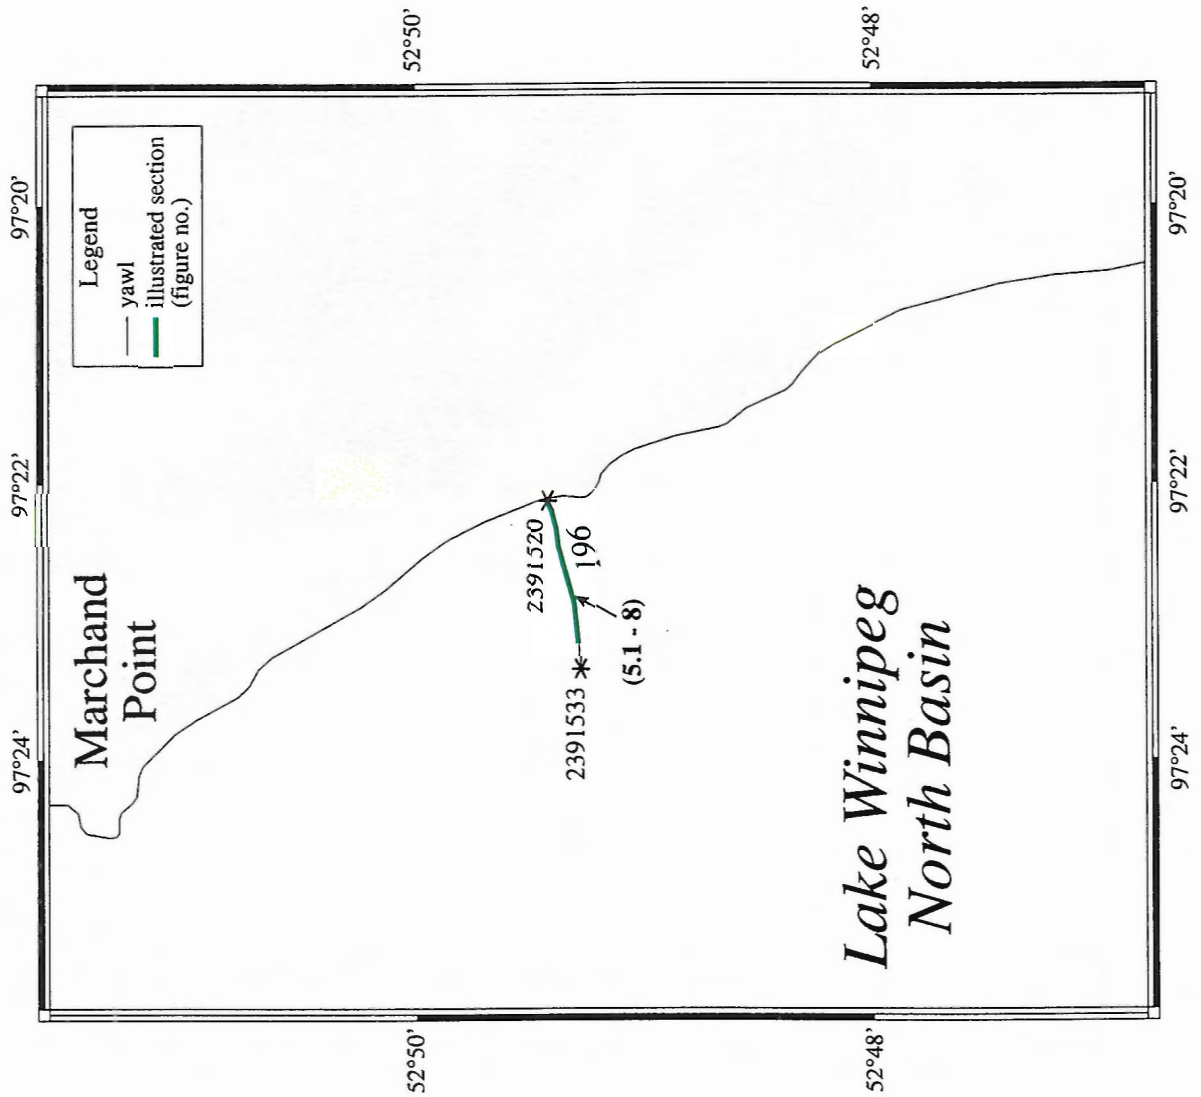 52°50'
52°48'
97°20'
97°22'
97°24'
Legend
yawl
illustrated section
(figure no.)
Marchand
Point
2391520
196
(5.1 - 8)
2391533
Lake Winnipeg
North Basin
97°20'
97°22'
97°24'
52°50'
52°48'